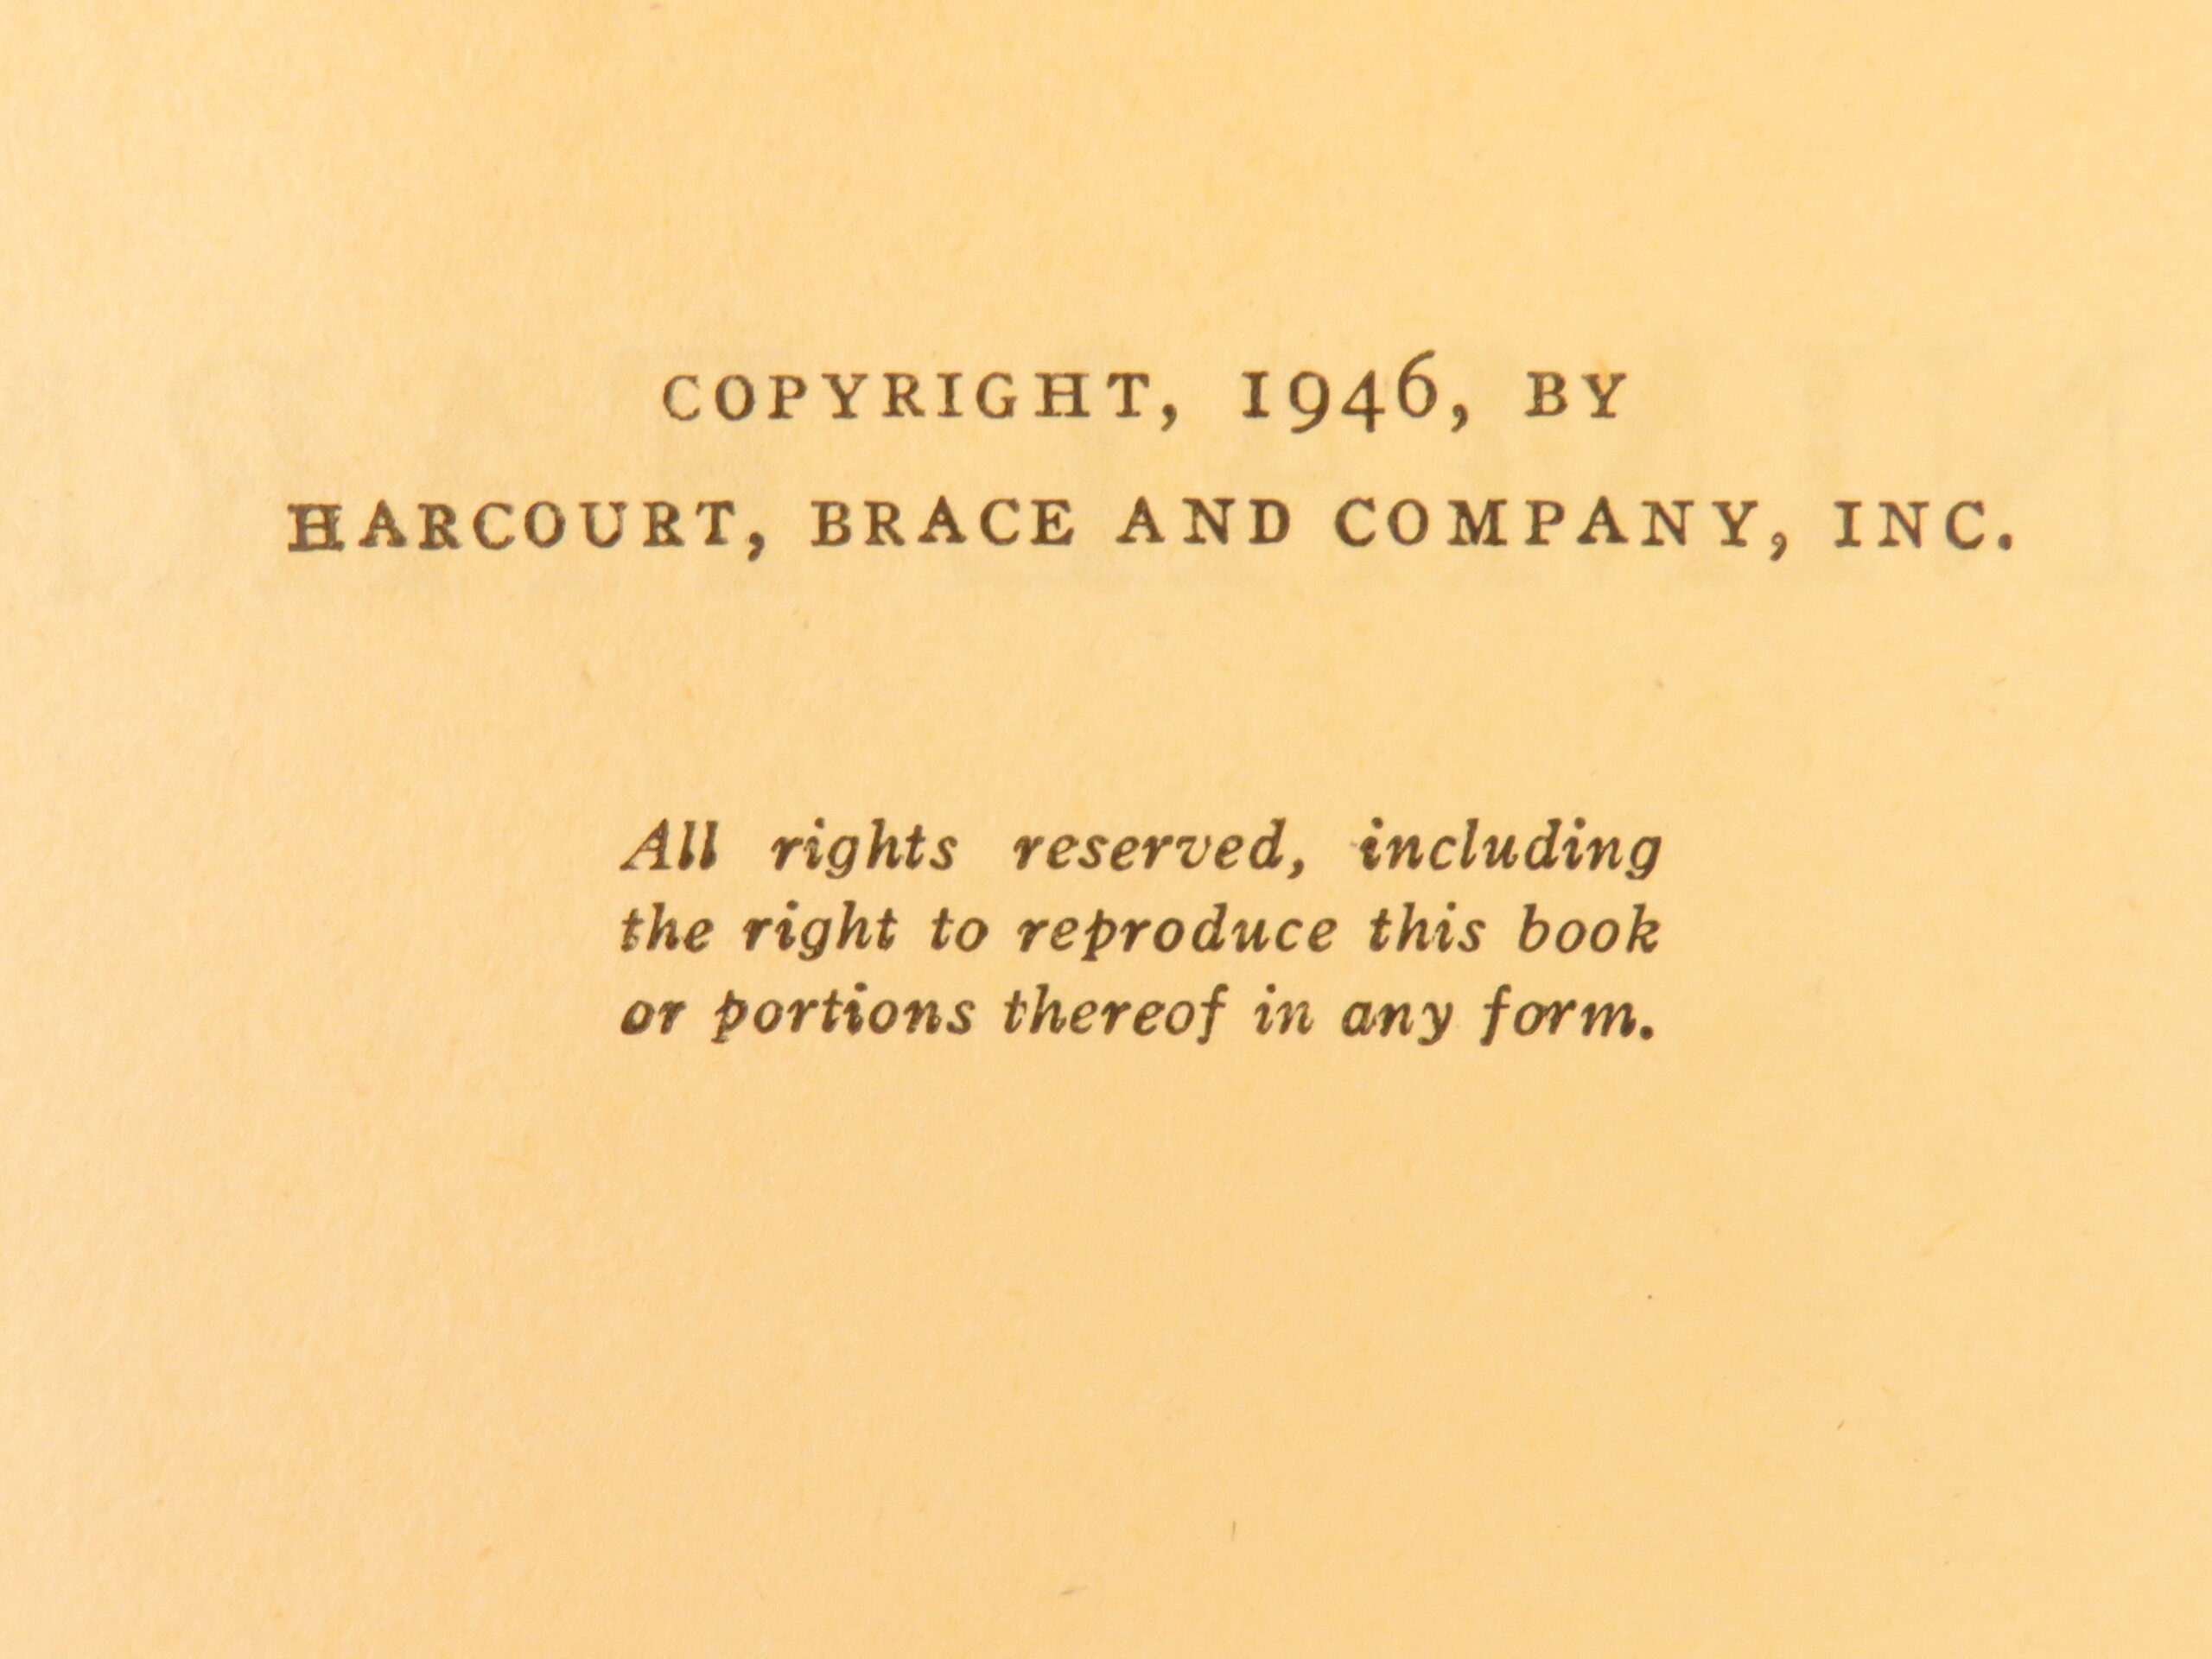 COPYRIGHT, 1946, BY
HARCOURT, BRACE AND COMPANY, INC.
All rights reserved, including
the right to reproduce this book
or portions thereof in any form.